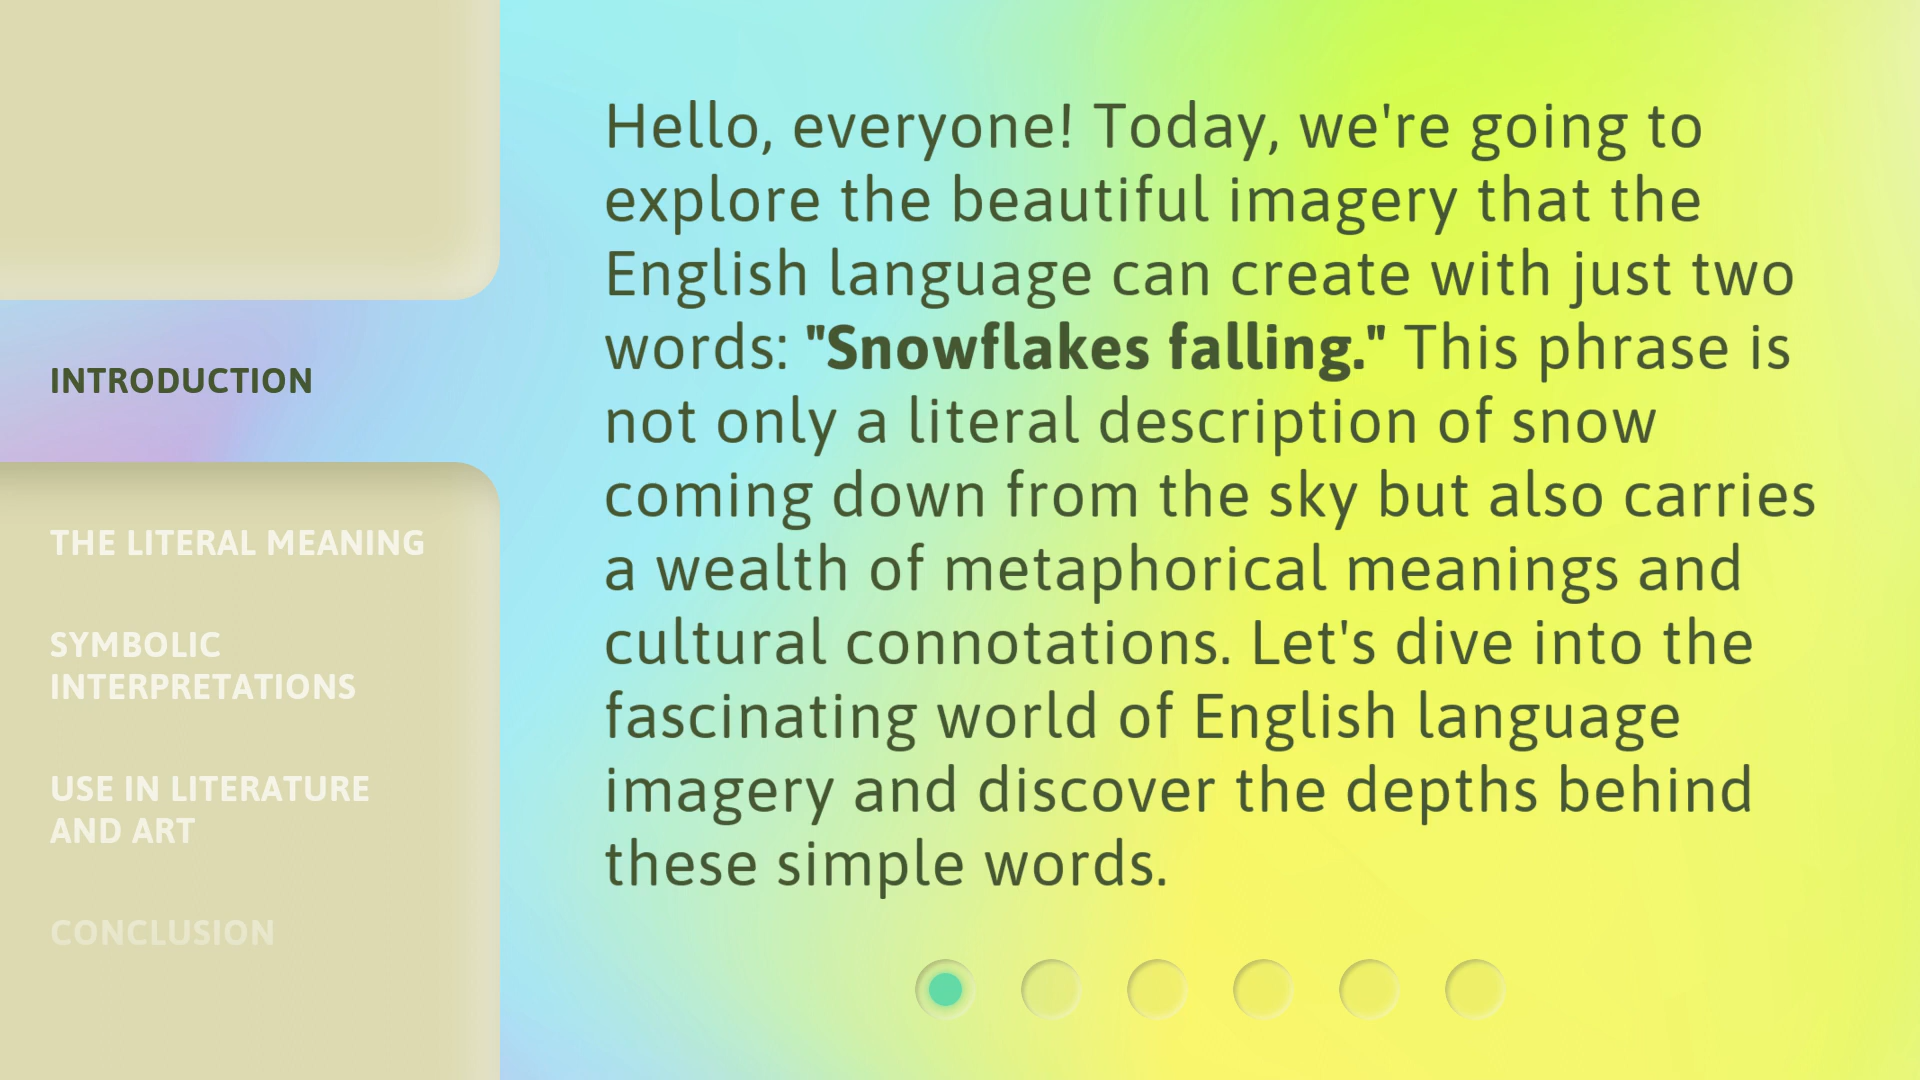 INTRODUCTION
THE LITERAL MEANING
SYMBOLIC
INTERPRETATIONS
USE IN LITERATURE
AND ART
CONCLUSION
Hello, everyone! Today, we're going to
explore the beautiful imagery that the
English language can create with just two
words: "Snowflakes falling." This phrase is
not only a literal description of snow
coming down from the sky but also carries
a wealth of metaphorical meanings and
cultural connotations. Let's dive into the
fascinating world of English language
imagery and discover the depths behind
these simple words.